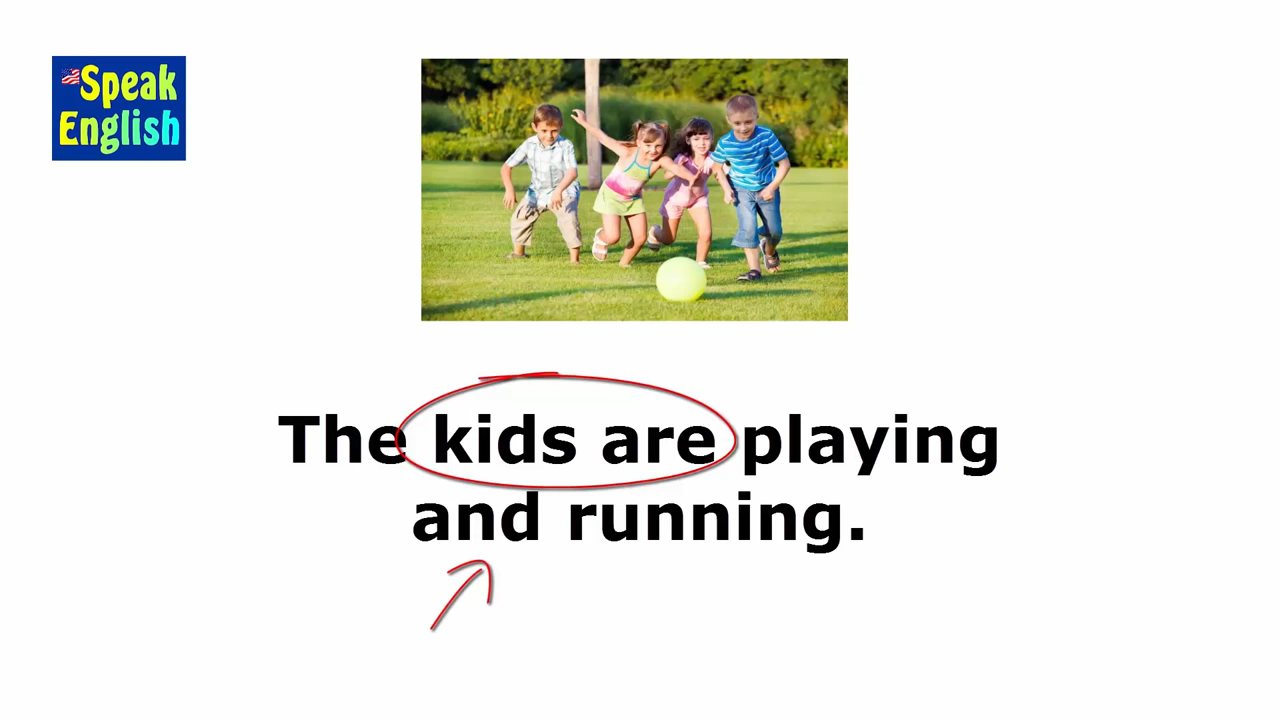 Speak
English
The kids are playing
and running.